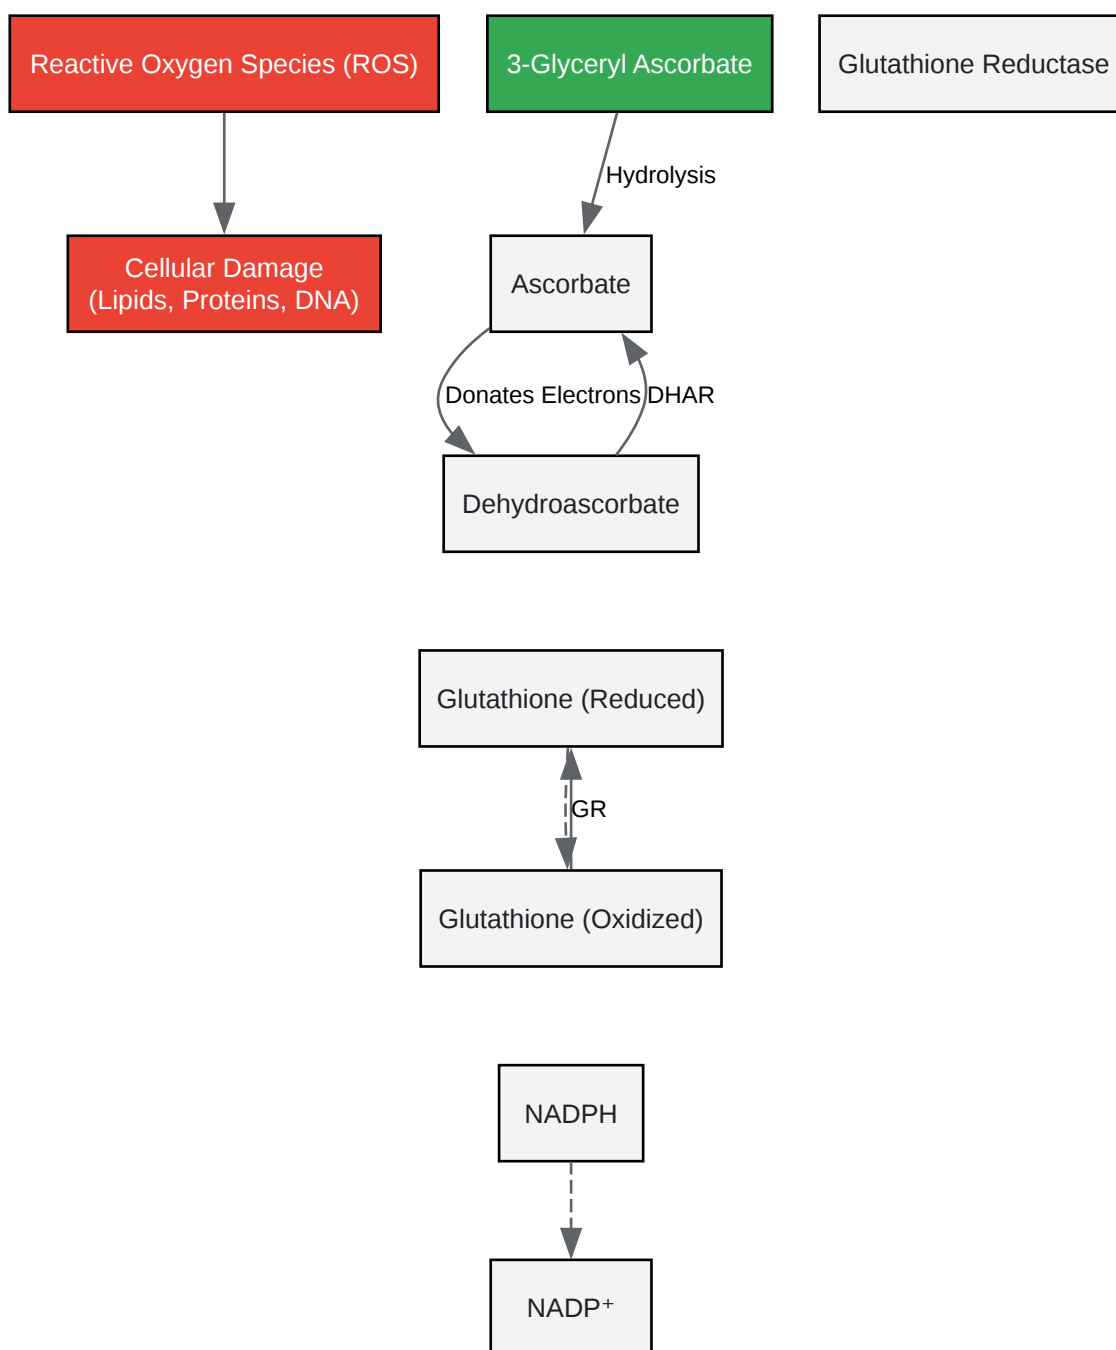 Reactive Oxygen Species (ROS)
3-Glyceryl Ascorbate
Glutathione Reductase
Hydrolysis
Cellular Damage
(Lipids, Proteins, DNA)
Ascorbate
Donates Electrons
DHAR
Dehydroascorbate
Glutathione (Reduced)
GR
Glutathione (Oxidized)
NADPH
NADP⁺